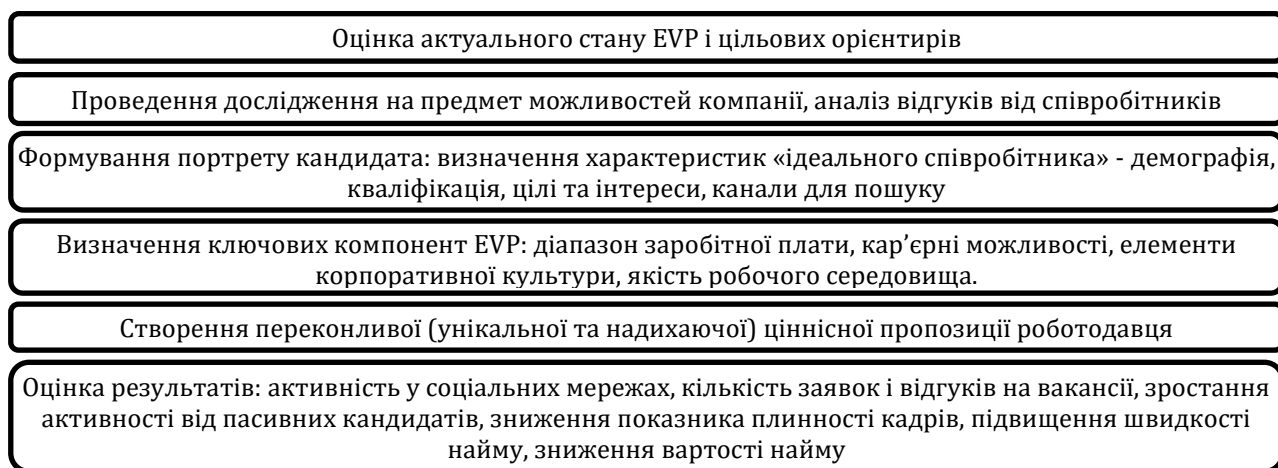 Оцінка актуального стану EVP і цільових орієнтирів
Проведення дослідження на предмет можливостей компанії, аналіз відгуків від співробітників
Формування портрету кандидата: визначення характеристик «ідеального співробітника» - демографія,
кваліфікація, цілі та інтереси, канали для пошуку
Визначення ключових компонент EVP: діапазон заробітної плати, кар’єрні можливості, елементи
корпоративної культури, якість робочого середовища.
Створення переконливої (унікальної та надихаючої) ціннісної пропозиції роботодавця
Оцінка результатів: активність у соціальних мережах, кількість заявок і відгуків на вакансії, зростання
активності від пасивних кандидатів, зниження показника плинності кадрів, підвищення швидкості
найму, зниження вартості найму